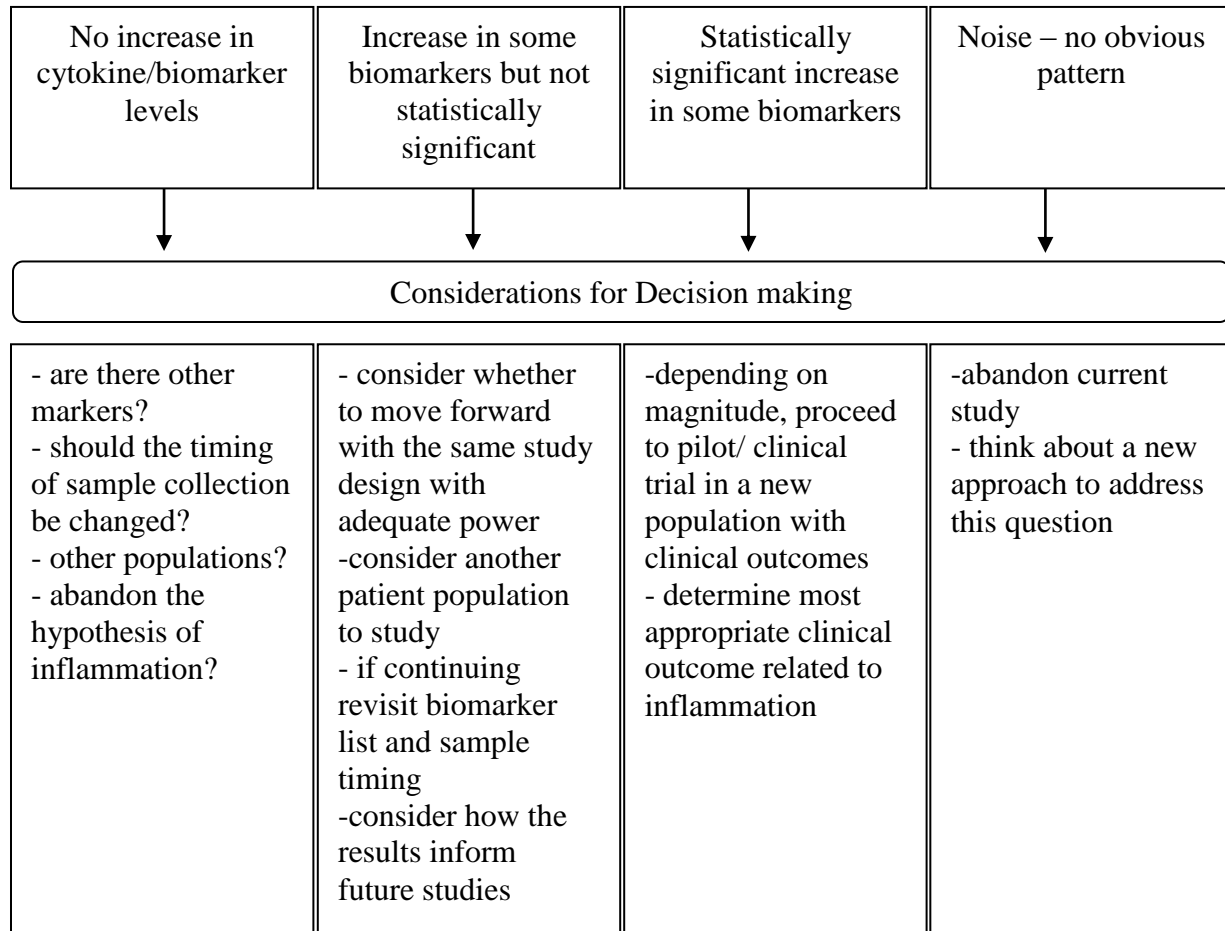 No increase in
cytokine/biomarker
levels
Increase in some
biomarkers but not
statistically
significant
Statistically
significant increase
in some biomarkers
Noise – no obvious
pattern
Considerations for Decision making
- are there other
markers?
- should the timing
of sample collection
be changed?
- other populations?
- abandon the
hypothesis of
inflammation?
- consider whether
to move forward
with the same study
design with
adequate power
-consider another
patient population
to study
- if continuing
revisit biomarker
list and sample
timing
-consider how the
results inform
future studies
-depending on
magnitude, proceed
to pilot/ clinical
trial in a new
population with
clinical outcomes
- determine most
appropriate clinical
outcome related to
inflammation
-abandon current
study
- think about a new
approach to address
this question